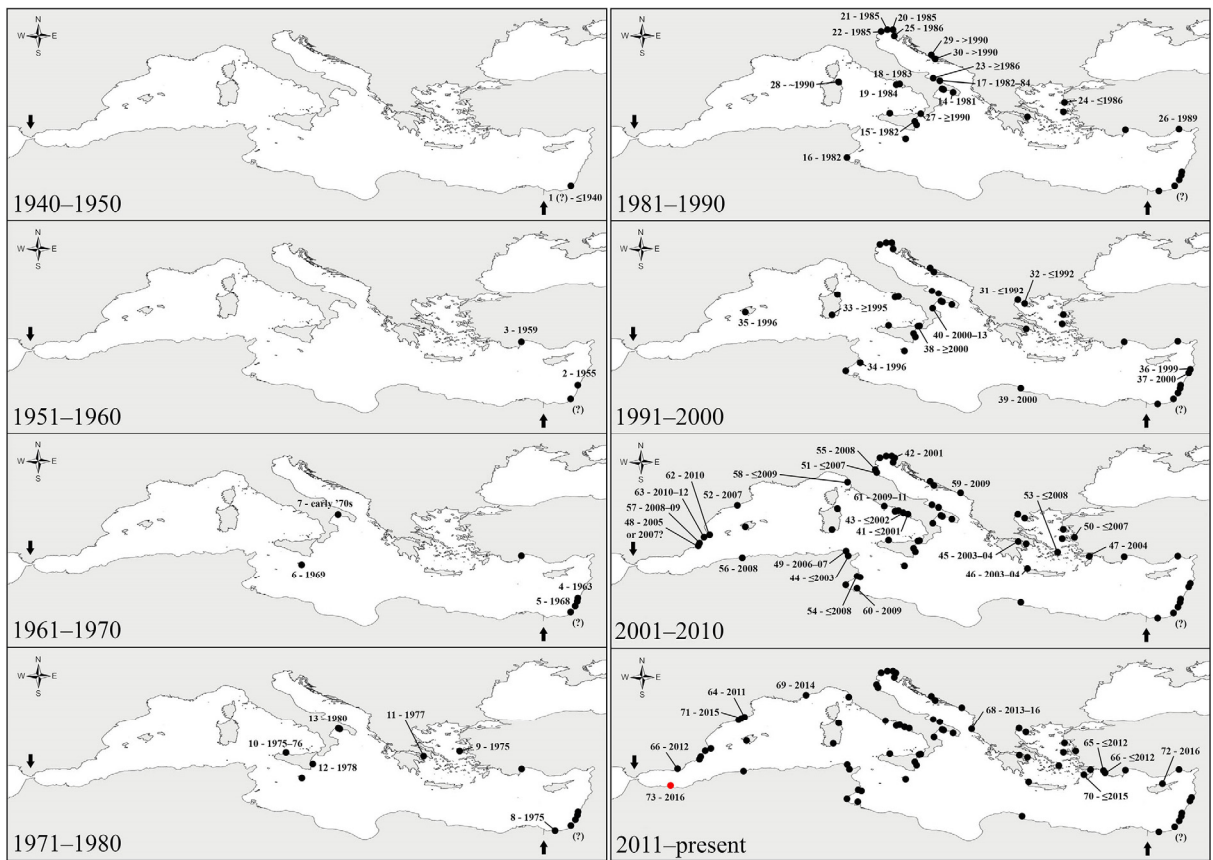 N
W E
S
1 (?) - ≤1940
1940–1950
N
W E
S
3 - 1959
2 - 1955
(?)
1951–1960
N
W E
S
7 - early '70s
6 - 1969
4 - 1963
5 - 1968
(?)
1961–1970
N
W E
S
13 - 1980
11 - 1977
9 - 1975
10 - 1975–76
12 - 1978
8 - 1975
(?)
1971–1980
N
W E
S
21 - 1985
20 - 1985
22 - 1985
25 - 1986
29 - >1990
30 - >1990
23 - ≥1986
18 - 1983
17 - 1982–84
28 - ~1990
19 - 1984
14 - 1981
24 - ≤1986
27 - ≥1990
26 - 1989
15 - 1982
16 - 1982
(?)
1981–1990
N
W E
S
32 - ≤1992
31 - ≤1992
33 - ≥1995
35 - 1996
40 - 2000–13
38 - ≥2000
34 - 1996
36 - 1999
37 - 2000
39 - 2000
(?)
1991–2000
N
W E
S
55 - 2008
42 - 2001
51 - ≤2007
62 - 2010
58 - ≤2009
59 - 2009
63 - 2010–12
52 - 2007
61 - 2009–11
53 - ≤2008
57 - 2008–09
43 - ≤2002
48 - 2005
or 2007?
41 - ≤2001
50 - ≤2007
49 - 2006–07
45 - 2003–04
47 - 2004
56 - 2008
44 - ≤2003
46 - 2003–04
54 - ≤2008
60 - 2009
(?)
2001–2010
N
W E
S
64 - 2011
69 - 2014
71 - 2015
68 - 2013–16
66 - 2012
65 - ≤2012
66 - ≤2012
72 - 2016
73 - 2016
70 - ≤2015
(?)
2011–present